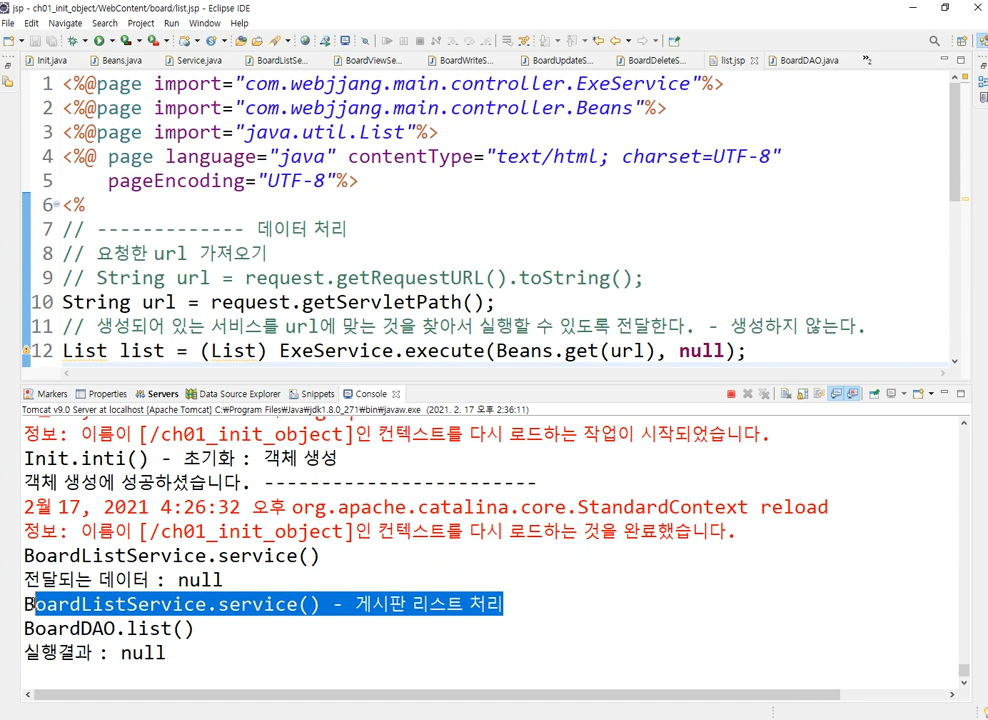 jsp - ch01_init_object/WebContent/board/list.jsp - Eclipse IDE
File Edit Navigate Search Project Run Window Help
Init.java Beans.java Service.java BoardListSe... BoardViewSe... BoardWriteS... BoardUpdateS... BoardDeleteS... list.jsp BoardDAO.java »2
1 <%@page import="com.webjjang.main.controller.ExeService"%>
2 <%@page import="com.webjjang.main.controller.Beans"%>
3 <%@page import="java.util.List"%>
4 <%@ page language="java" contentType="text/html; charset=UTF-8"
5 pageEncoding="UTF-8"%>
6 <%
7 // ------------- 데이터 처리
8 // 요청한 url 가져오기
9 // String url = request.getRequestURL().toString();
10 String url = request.getServletPath();
11 // 생성되어 있는 서비스를 url에 맞는 것을 찾아서 실행할 수 있도록 전달한다. - 생성하지 않는다.
12 List list = (List) ExeService.execute(Beans.get(url), null);
Markers Properties Servers Data Source Explorer Snippets Console
Tomcat v9.0 Server at localhost [Apache Tomcat] C:₩Program Files₩Java₩jdk1.8.0_271₩bin₩javaw.exe (2021. 2. 17 오후 2:36:11)
정보: 이름이 [/ch01_init_object]인 컨텍스트를 다시 로드하는 작업이 시작되었습니다.
Init.inti() - 초기화 : 객체 생성
객체 생성에 성공하셨습니다. ------------------------
2월 17, 2021 4:26:32 오후 org.apache.catalina.core.StandardContext reload
정보: 이름이 [/ch01_init_object]인 컨텍스트를 다시 로드하는 것을 완료했습니다.
BoardListService.service()
전달되는 데이터 : null
BoardListService.service() - 게시판 리스트 처리
BoardDAO.list()
실행결과 : null